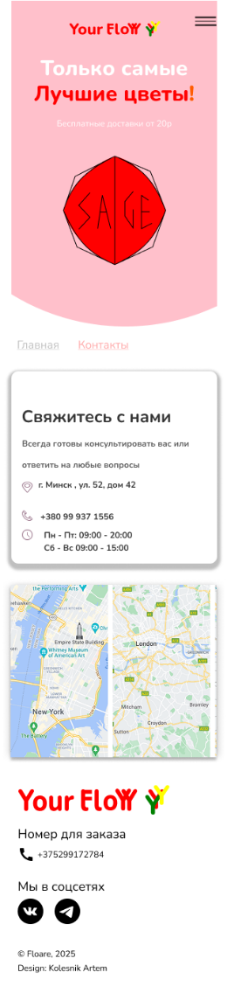 Your FloW
Только самые
Лучшие цветы!
Бесплатные доставки от 20р
SAGE
Главная Контакты
Свяжитесь с нами
Всегда готовы консультировать вас или
ответить на любые вопросы
г. Минск , ул. 52, дом 42
+380 99 937 1556
Пн - Пт: 09:00 - 20:00
Сб - Вс 09:00 - 15:00
the Performing Arts
Empire State Building
Whitney Museum
of American Art
New York
The Battery
London
Mitcham
Bromley
Croydon
Sutton
Your FloW
Номер для заказа
+375299172784
Мы в соцсетях
© Floare, 2025
Design: Kolesnik Artem